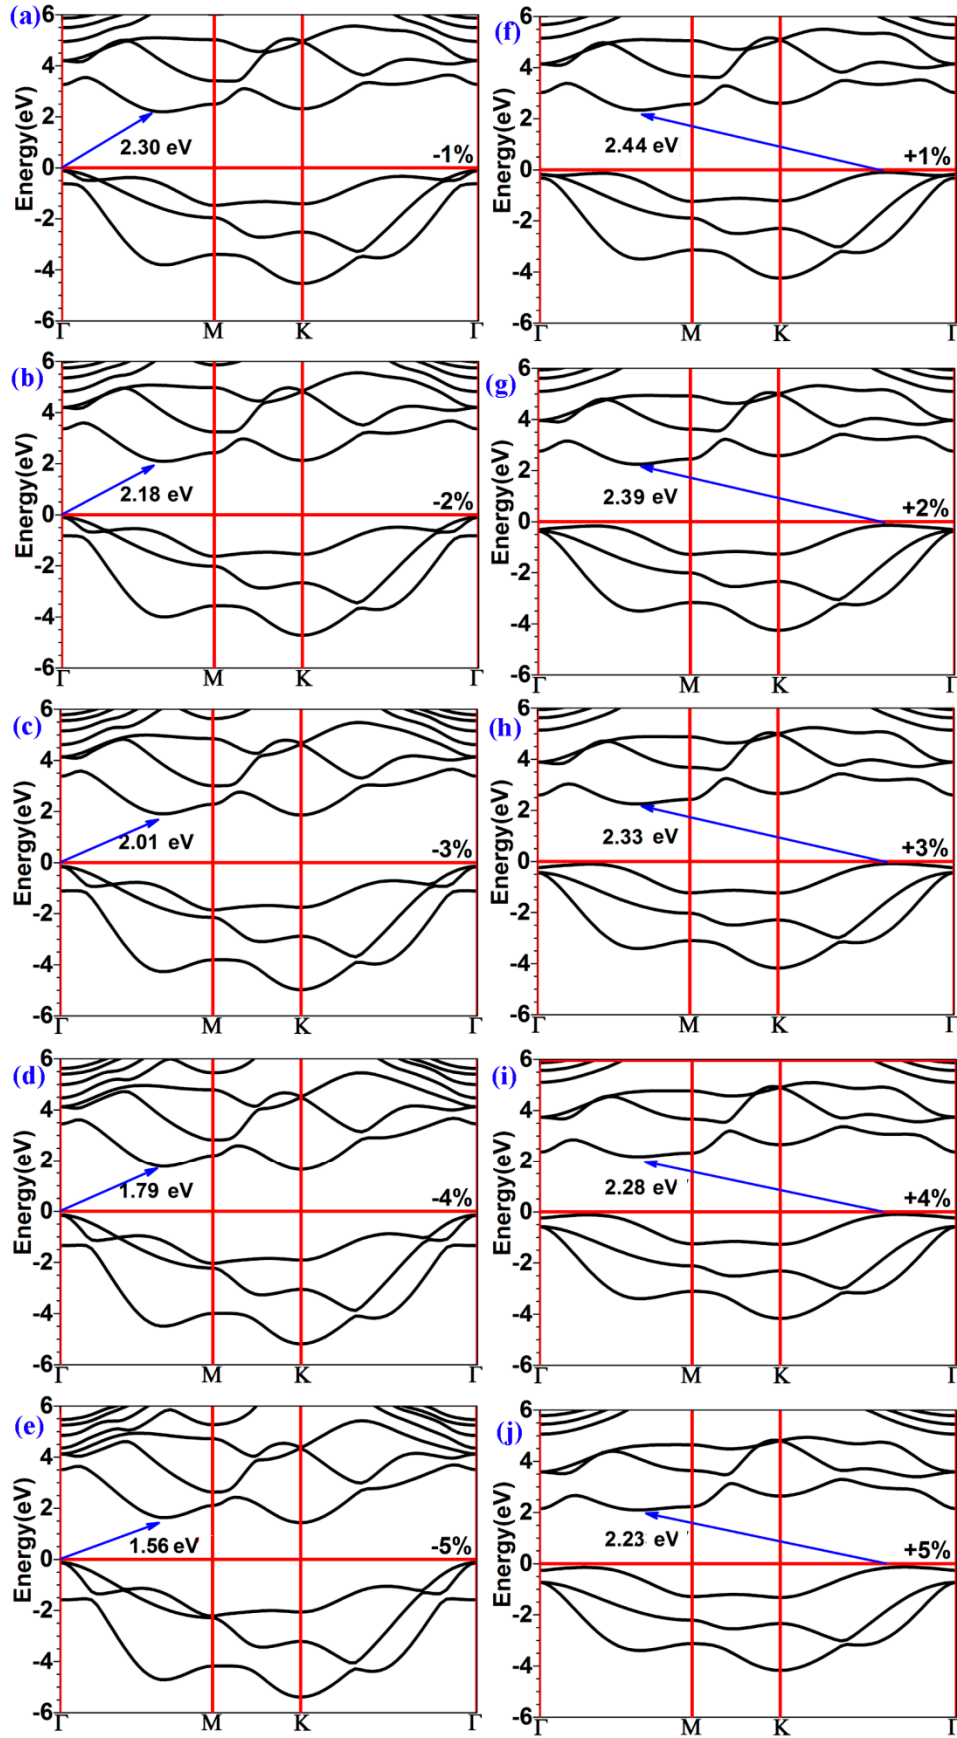 (a)
Energy(eV)
6
4
2
0
-2
-4
-6
2.30 eV
-1%
Γ M K Γ
(f)
Energy(eV)
6
4
2
0
-2
-4
-6
2.44 eV
+1%
Γ M K Γ
(b)
Energy(eV)
6
4
2
0
-2
-4
-6
2.18 eV
-2%
Γ M K Γ
(g)
Energy(eV)
6
4
2
0
-2
-4
-6
2.39 eV
+2%
Γ M K Γ
(c)
Energy(eV)
6
4
2
0
-2
-4
-6
2.01 eV
-3%
Γ M K Γ
(h)
Energy(eV)
6
4
2
0
-2
-4
-6
2.33 eV
+3%
Γ M K Γ
(d)
Energy(eV)
6
4
2
0
-2
-4
-6
1.79 eV
-4%
Γ M K Γ
(i)
Energy(eV)
6
4
2
0
-2
-4
-6
2.28 eV
+4%
Γ M K Γ
(e)
Energy(eV)
6
4
2
0
-2
-4
-6
1.56 eV
-5%
Γ M K Γ
(j)
Energy(eV)
6
4
2
0
-2
-4
-6
2.23 eV
+5%
Γ M K Γ